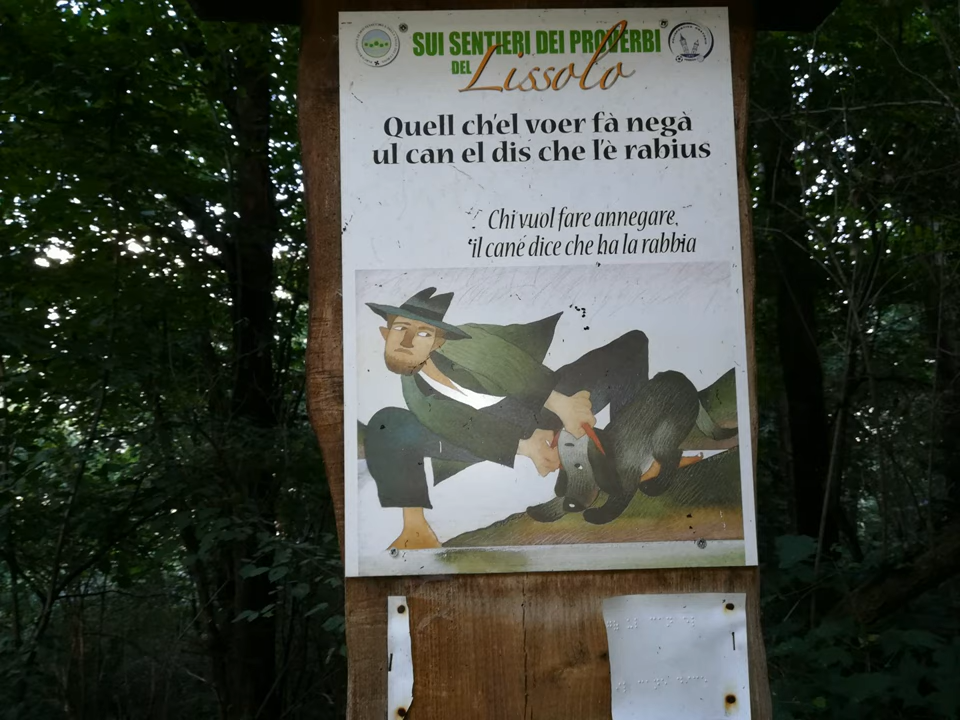 SUI SENTIERI DEI PROVERBI
DEL Lissolo
Quell ch'el voer fà negà
ul can el dis che l'è rabius
Chi vuol fare annegare,
il cane dice che ha la rabbia